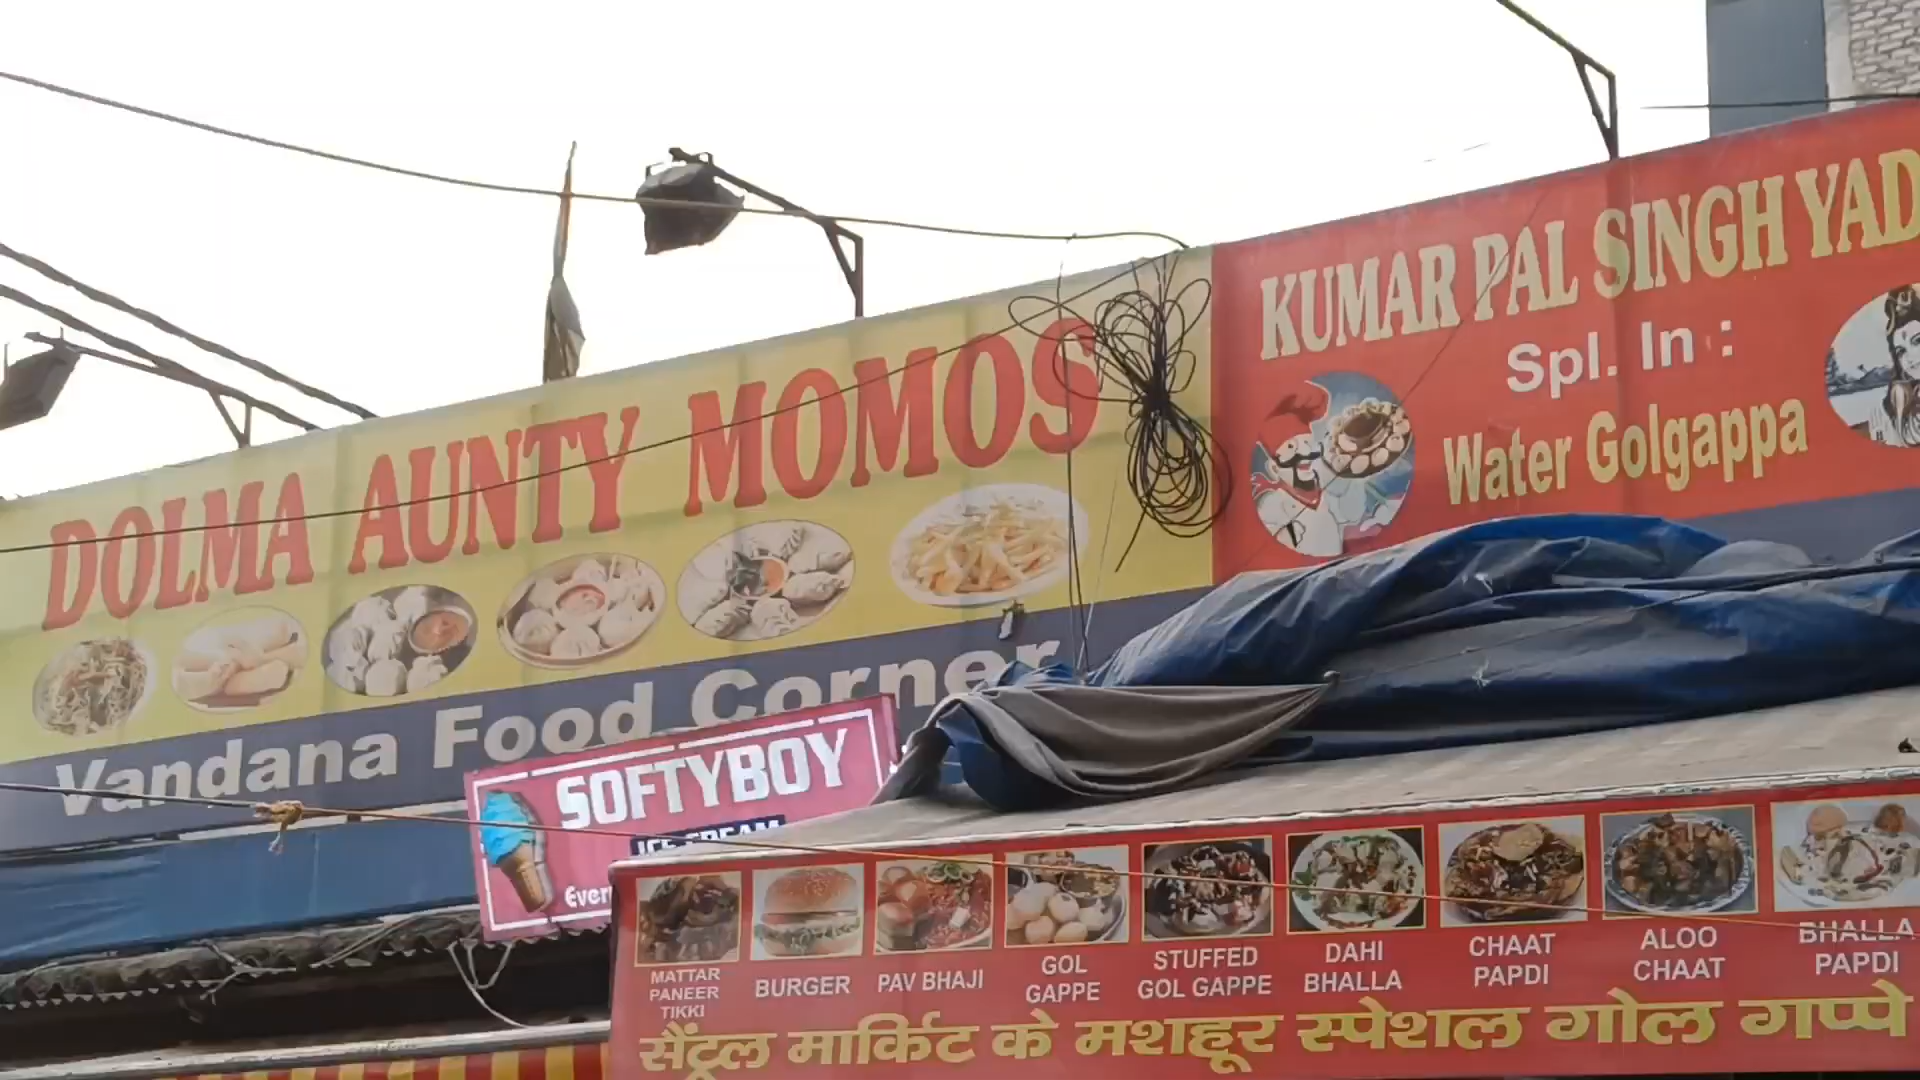 DOLMA AUNTY MOMOS
Vandana Food Corner
KUMAR PAL SINGH YAD
Spl. In :
Water Golgappa
SOFTYBOY
ICE CREAM
MATTAR PANEER TIKKI
BURGER
PAV BHAJI
GOL GAPPE
STUFFED GOL GAPPE
DAHI BHALLA
CHAAT PAPDI
ALOO CHAAT
BHALLA PAPDI
सैंट्रल मार्किट के मशहूर स्पेशल गोल गप्पे